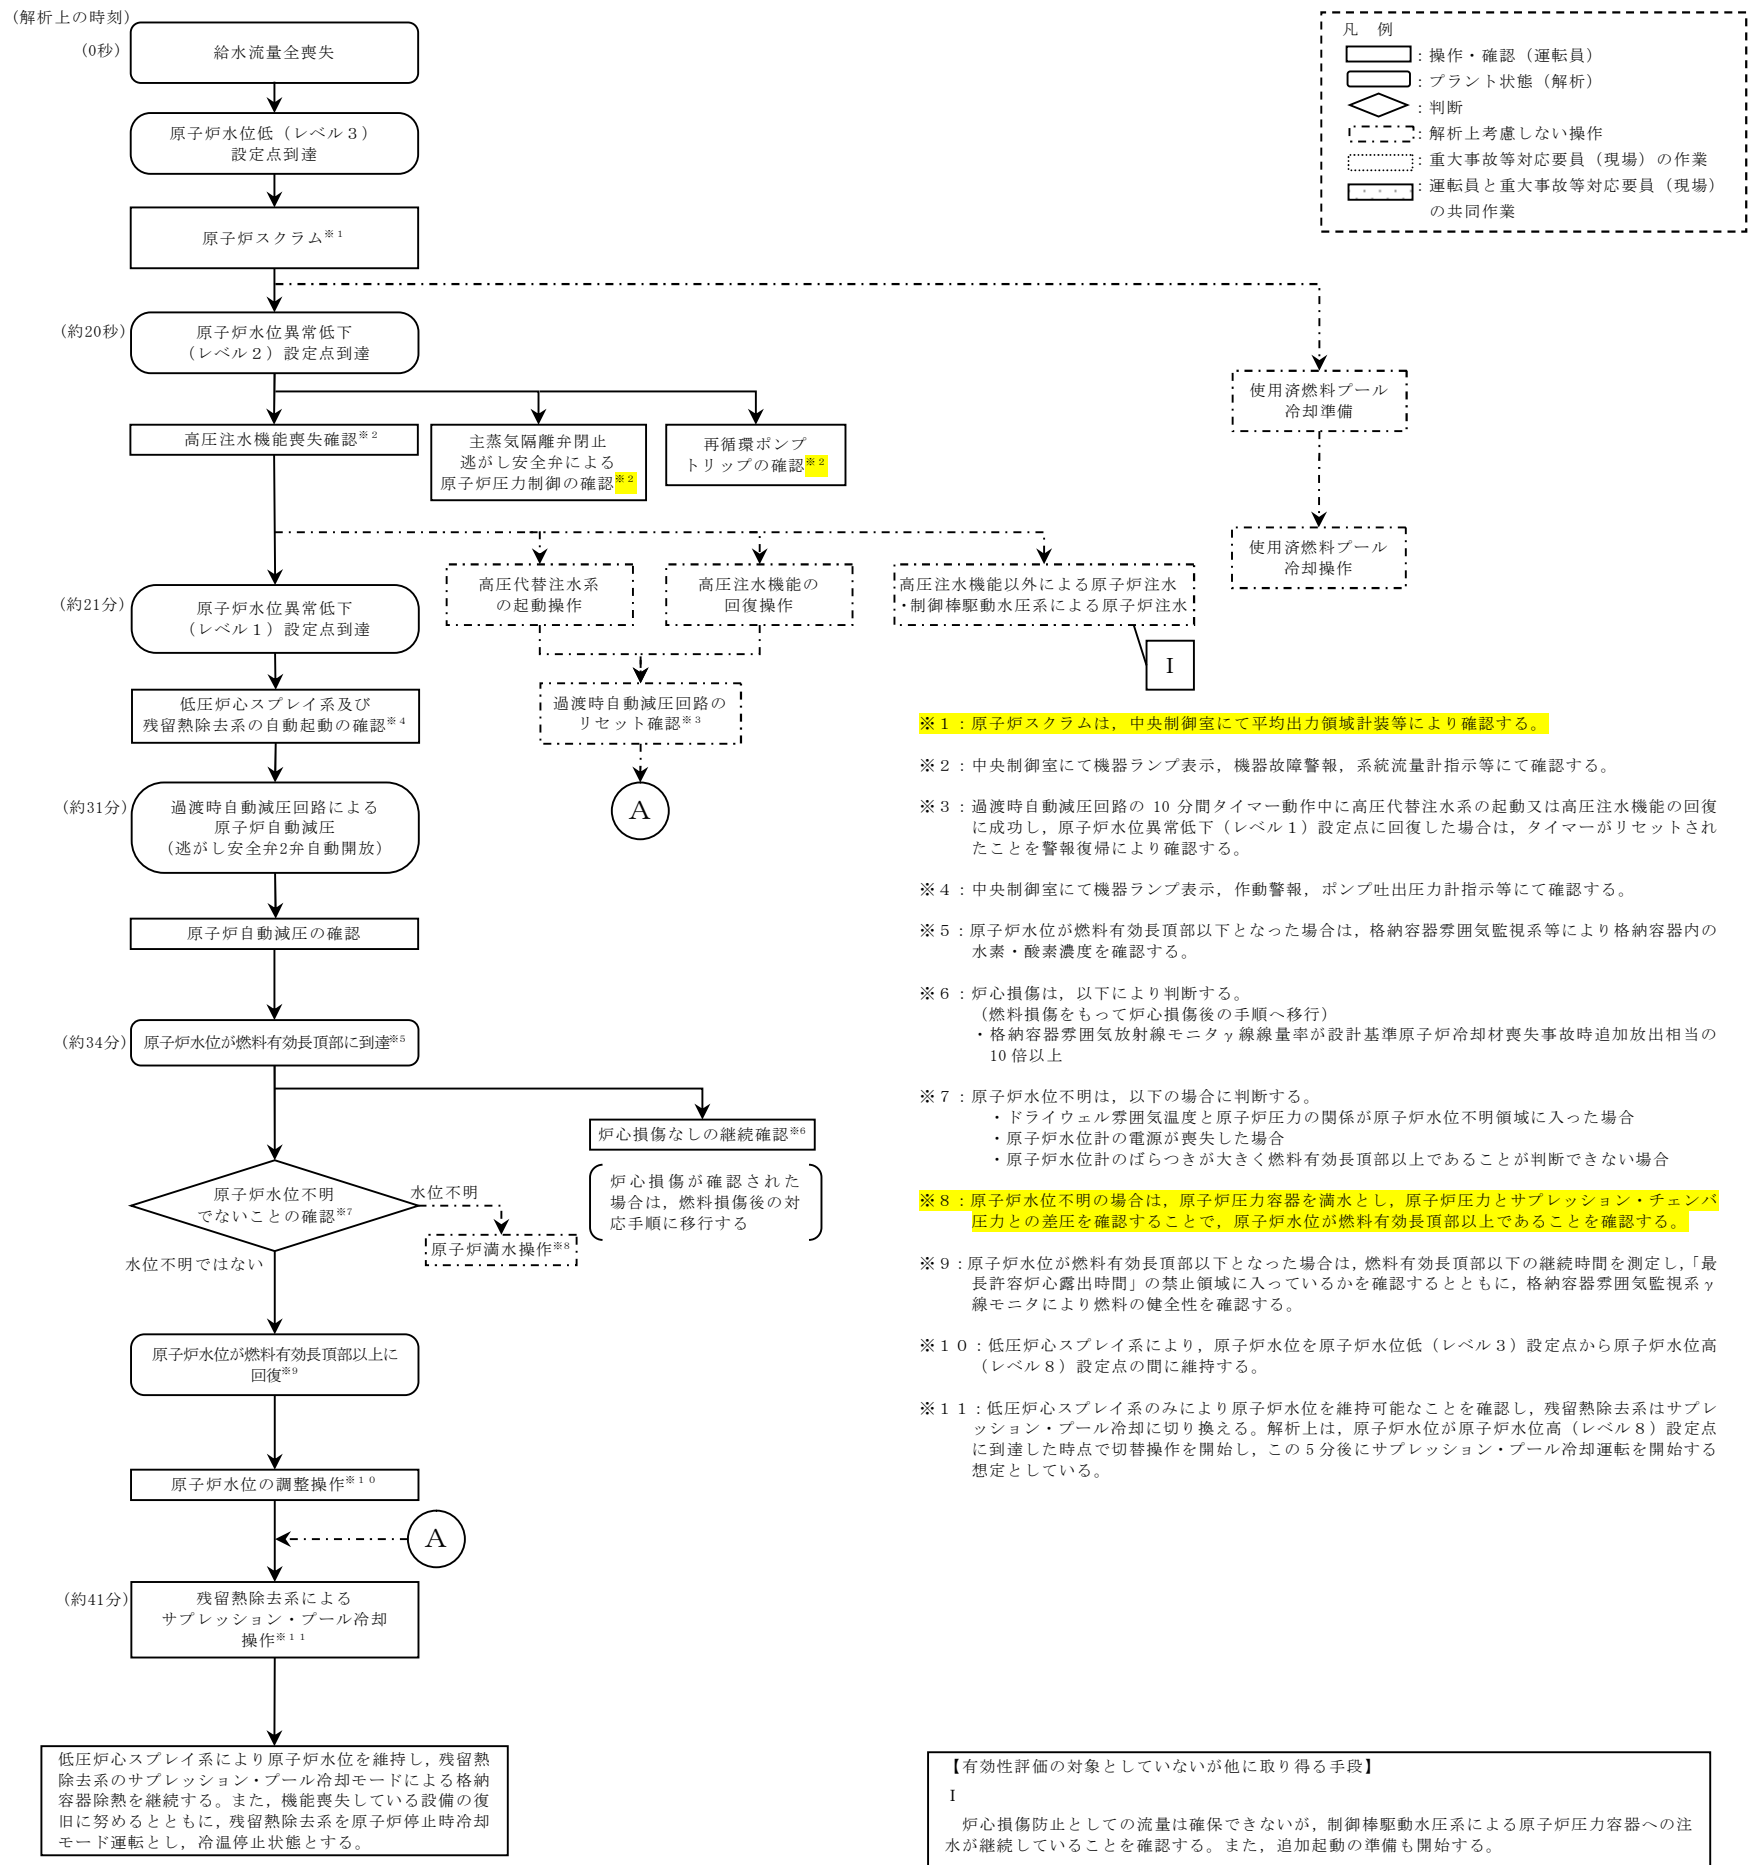 (解析上の時刻)
(0秒)
給水流量全喪失
原子炉水位低（レベル３）
設定点到達
原子炉スクラム※１
(約20秒)
原子炉水位異常低下
（レベル２）設定点到達
高圧注水機能喪失確認※２
主蒸気隔離弁閉止
逃がし安全弁による
原子炉圧力制御の確認※２
再循環ポンプ
トリップの確認※２
使用済燃料プール
冷却準備
使用済燃料プール
冷却操作
高圧代替注水系
の起動操作
高圧注水機能の
回復操作
高圧注水機能以外による原子炉注水
・制御棒駆動水圧系による原子炉注水
I
(約21分)
原子炉水位異常低下
（レベル１）設定点到達
低圧炉心スプレイ系及び
残留熱除去系の自動起動の確認※４
過渡時自動減圧回路の
リセット確認※３
A
(約31分)
過渡時自動減圧回路による
原子炉自動減圧
（逃がし安全弁2弁自動開放）
原子炉自動減圧の確認
(約34分)
原子炉水位が燃料有効長頂部に到達※5
炉心損傷なしの継続確認※6
炉心損傷が確認された
場合は，燃料損傷後の対
応手順に移行する
原子炉水位不明
でないことの確認※7
水位不明
原子炉満水操作※8
水位不明ではない
原子炉水位が燃料有効長頂部以上に
回復※9
原子炉水位の調整操作※１０
A
(約41分)
残留熱除去系による
サプレッション・プール冷却
操作※１１
低圧炉心スプレイ系により原子炉水位を維持し，残留熱
除去系のサプレッション・プール冷却モードによる格納
容器除熱を継続する。また，機能喪失している設備の復
旧に努めるとともに，残留熱除去系を原子炉停止時冷却
モード運転とし，冷温停止状態とする。
凡　例
：操作・確認（運転員）
：プラント状態（解析）
：判断
：解析上考慮しない操作
：重大事故等対応要員（現場）の作業
：運転員と重大事故等対応要員（現場）
の共同作業
※１：原子炉スクラムは，中央制御室にて平均出力領域計装等により確認する。
※２：中央制御室にて機器ランプ表示，機器故障警報，系統流量計指示等にて確認する。
※３：過渡時自動減圧回路の 10 分間タイマー動作中に高圧代替注水系の起動又は高圧注水機能の回復
に成功し，原子炉水位異常低下（レベル１）設定点に回復した場合は，タイマーがリセットされ
たことを警報復帰により確認する。
※４：中央制御室にて機器ランプ表示，作動警報，ポンプ吐出圧力計指示等にて確認する。
※５：原子炉水位が燃料有効長頂部以下となった場合は，格納容器雰囲気監視系等により格納容器内の
水素・酸素濃度を確認する。
※６：炉心損傷は，以下により判断する。
（燃料損傷をもって炉心損傷後の手順へ移行）
・格納容器雰囲気放射線モニタγ線線量率が設計基準原子炉冷却材喪失事故時追加放出相当の
10 倍以上
※７：原子炉水位不明は，以下の場合に判断する。
・ドライウェル雰囲気温度と原子炉圧力の関係が原子炉水位不明領域に入った場合
・原子炉水位計の電源が喪失した場合
・原子炉水位計のばらつきが大きく燃料有効長頂部以上であることが判断できない場合
※８：原子炉水位不明の場合は，原子炉圧力容器を満水とし，原子炉圧力とサプレッション・チェンバ
圧力との差圧を確認することで，原子炉水位が燃料有効長頂部以上であることを確認する。
※９：原子炉水位が燃料有効長頂部以下となった場合は，燃料有効長頂部以下の継続時間を測定し，「最
長許容炉心露出時間」の禁止領域に入っているかを確認するとともに，格納容器雰囲気監視系γ
線モニタにより燃料の健全性を確認する。
※１０：低圧炉心スプレイ系により，原子炉水位を原子炉水位低（レベル３）設定点から原子炉水位高
（レベル８）設定点の間に維持する。
※１１：低圧炉心スプレイ系のみにより原子炉水位を維持可能なことを確認し，残留熱除去系はサプレ
ッション・プール冷却に切り換える。解析上は，原子炉水位が原子炉水位高（レベル８）設定点
に到達した時点で切替操作を開始し，この５分後にサプレッション・プール冷却運転を開始する
想定としている。
【有効性評価の対象としていないが他に取り得る手段】
I
炉心損傷防止としての流量は確保できないが，制御棒駆動水圧系による原子炉圧力容器への注
水が継続していることを確認する。また，追加起動の準備も開始する。